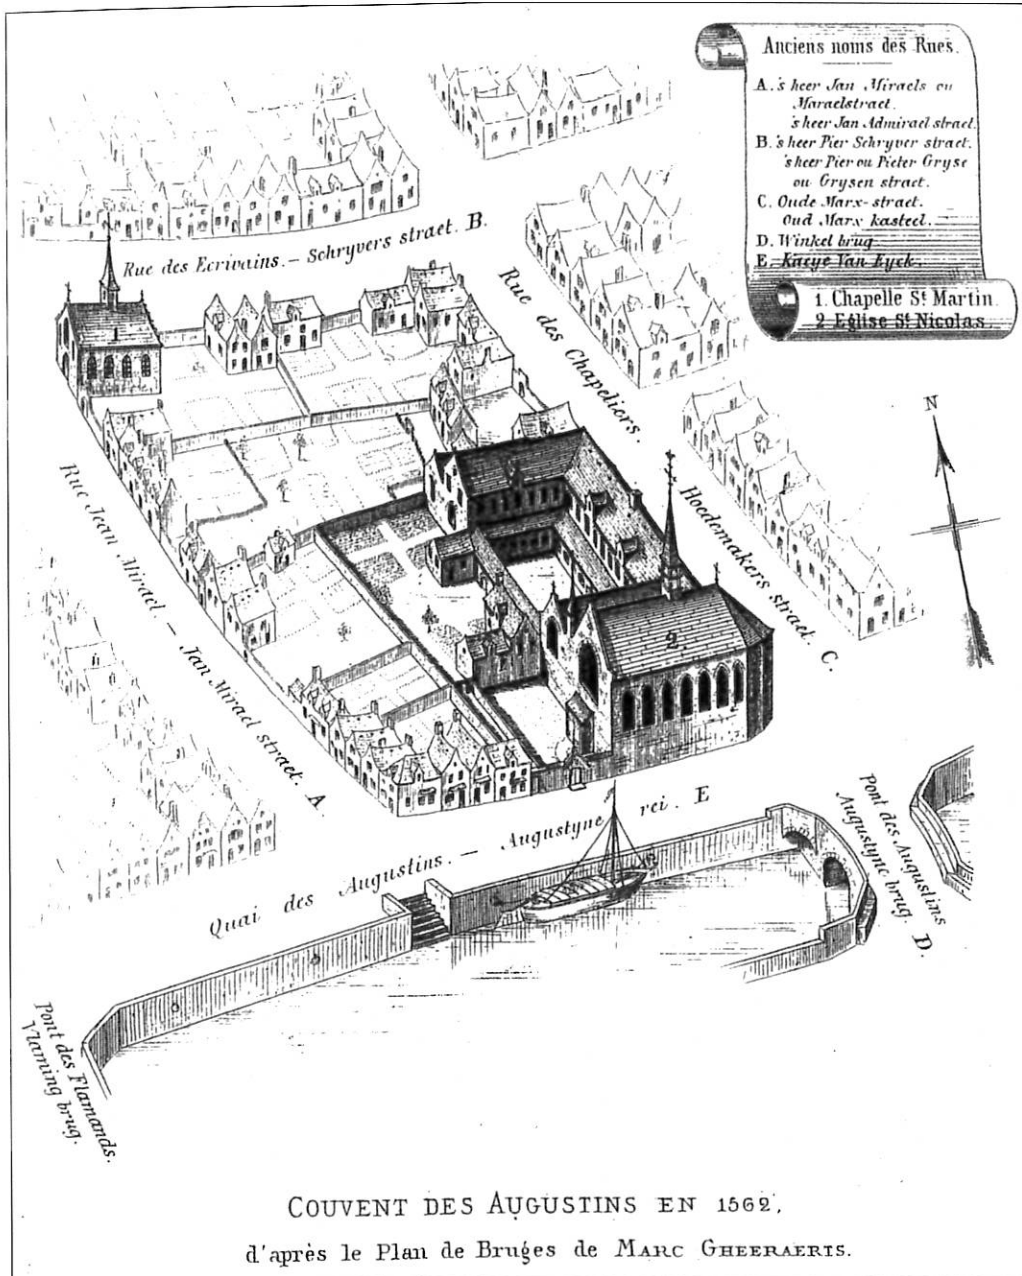 Anciens noms des Rues.
A. 's heer Jan Miraels ou
Maraelstraet.
's heer Jan Admirael straet.
B. 's heer Pier Schryver straet.
's heer Pier ou Pieter Gryse
ou Grysen straet.
C. Oude Marx-straet.
Oud Marx kasteel.
D. Winkel brug
E. Kaeye Van Eyck.
1. Chapelle St Martin.
2 Eglise St Nicolas.
Rue des Ecrivains. — Schryvers straet. B.
Rue des Chapeliers.
Hoedemakers straet. C.
N
Rue Jean Mirael — Jan Mirael straet. A
2.
Quai des Augustins. — Augustyne rei. E
Pont des Augustins
Augustyne brug. D.
Pont des Flamands.
Vlaming brug.
COUVENT DES AUGUSTINS EN 1562,
d'après le Plan de Bruges de MARC GHEERAERTS.